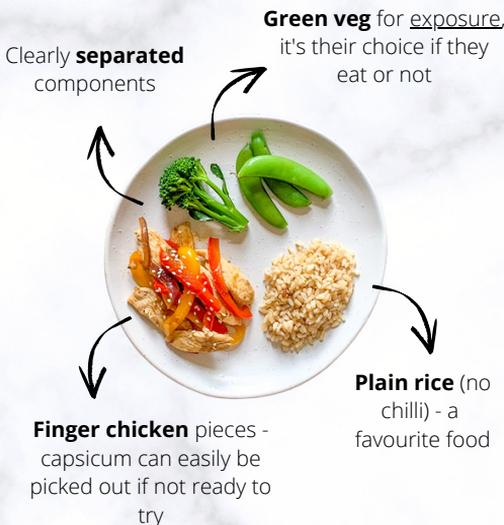 Green veg for exposure,
it's their choice if they
eat or not
Clearly separated
components
Plain rice (no
chilli) - a
favourite food
Finger chicken pieces -
capsicum can easily be
picked out if not ready to
try